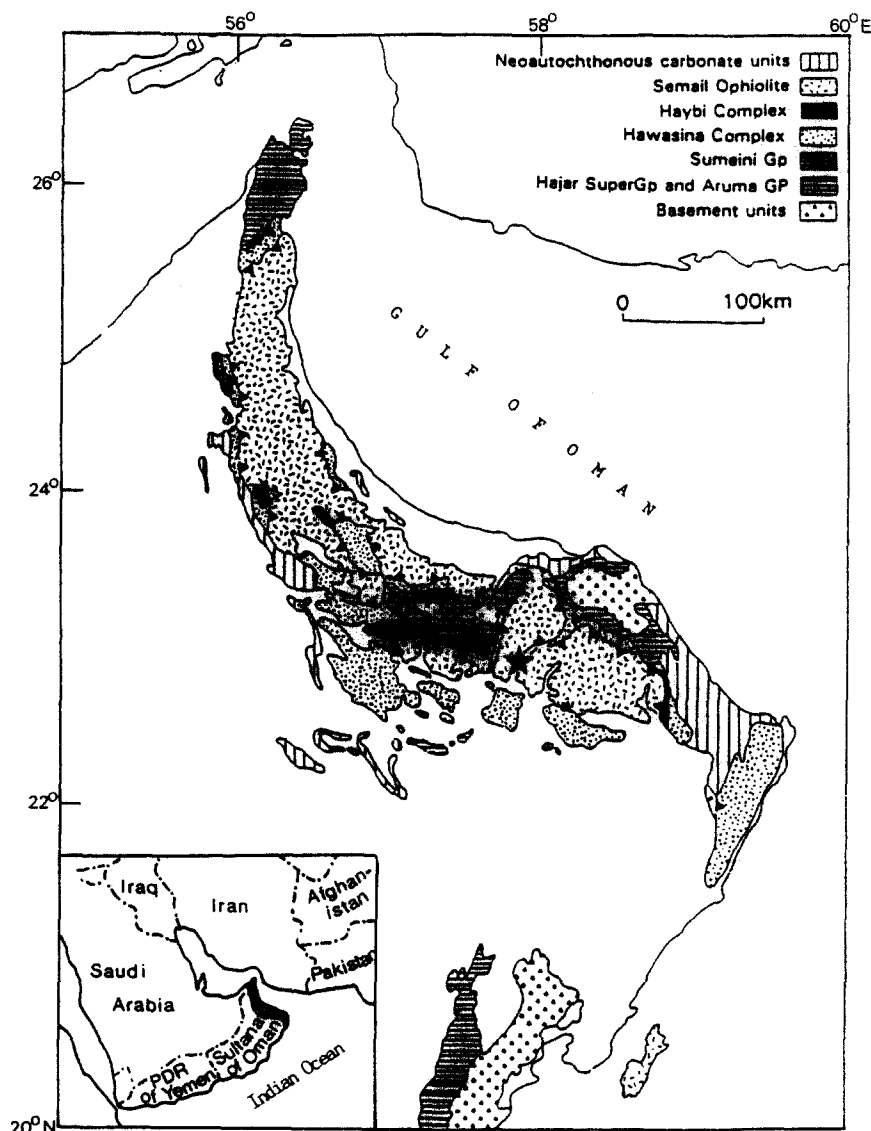 56°
58°
60°E
Neoautochthonous carbonate units
Semail Ophiolite
Haybi Complex
Hawasina Complex
Sumeini Gp
Hajar SuperGp and Aruma GP
Basement units
26°
0 100km
GULF OF OMAN
24°
22°
Iraq
Iran
Afghan-
istan
Pakistan
Saudi
Arabia
PDR
of Yemen
Sultanate
of Oman
Indian Ocean
20°N